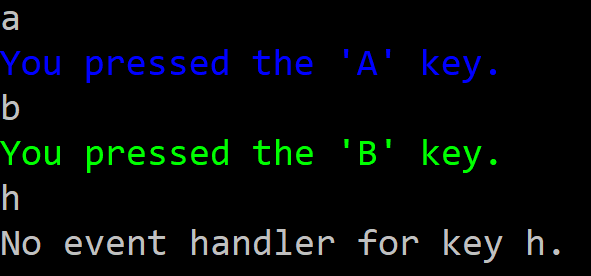 a
You pressed the 'A' key.
b
You pressed the 'B' key.
h
No event handler for key h.